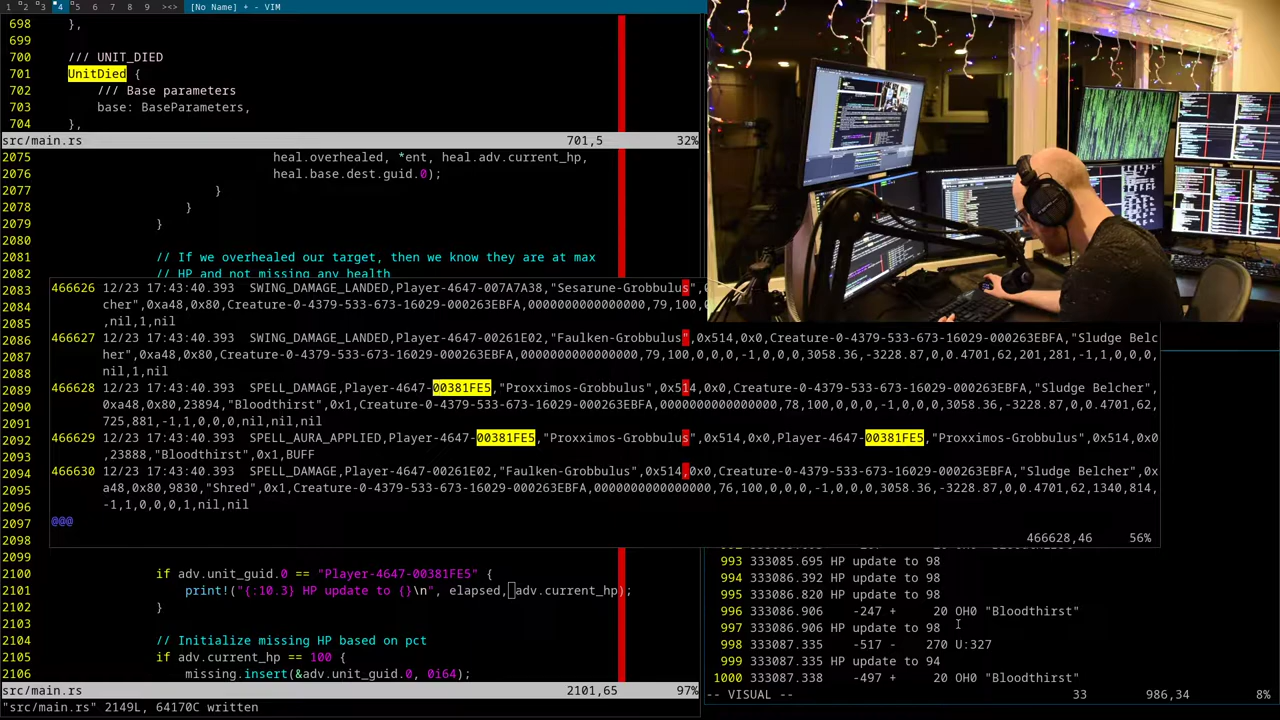 1 2 3 4 5 6 7 8 9 ><> [No Name] + - VIM
698 },
699
700 /// UNIT_DIED
701 UnitDied {
702 /// Base parameters
703 base: BaseParameters,
704 },
src/main.rs 701,5 32%
2075 heal.overhealed, *ent, heal.adv.current_hp,
2076 heal.base.dest.guid.0);
2077 }
2078 }
2079 }
2080
2081 // If we overhealed our target, then we know they are at max
2082 // HP and not missing any health
2083
2084
2085
2086
2087
2088
2089
2090
2091
2092
2093
2094
2095
2096
2097
2098
2099
2100 if adv.unit_guid.0 == "Player-4647-00381FE5" {
2101 print!("{:10.3} HP update to {}\n", elapsed, adv.current_hp);
2102 }
2103
2104 // Initialize missing HP based on pct
2105 if adv.current_hp == 100 {
2106 missing.insert(&adv.unit_guid.0, 0i64);
src/main.rs 2101,65 97%
"src/main.rs" 2149L, 64170C written
466626 12/23 17:43:40.393 SWING_DAMAGE_LANDED,Player-4647-007A7A38,"Sesarune-Grobbulus",
cher",0xa48,0x80,Creature-0-4379-533-673-16029-000263EBFA,0000000000000000,79,100,
,nil,1,nil
466627 12/23 17:43:40.393 SWING_DAMAGE_LANDED,Player-4647-00261E02,"Faulken-Grobbulus",0x514,0x0,Creature-0-4379-533-673-16029-000263EBFA,"Sludge Belc
her",0xa48,0x80,Creature-0-4379-533-673-16029-000263EBFA,0000000000000000,79,100,0,0,0,-1,0,0,0,3058.36,-3228.87,0,0.4701,62,201,281,-1,1,0,0,0,
nil,1,nil
466628 12/23 17:43:40.393 SPELL_DAMAGE,Player-4647-00381FE5,"Proxximos-Grobbulus",0x514,0x0,Creature-0-4379-533-673-16029-000263EBFA,"Sludge Belcher",
0xa48,0x80,23894,"Bloodthirst",0x1,Creature-0-4379-533-673-16029-000263EBFA,0000000000000000,78,100,0,0,0,-1,0,0,0,3058.36,-3228.87,0,0.4701,62,
725,881,-1,1,0,0,0,nil,nil,nil
466629 12/23 17:43:40.393 SPELL_AURA_APPLIED,Player-4647-00381FE5,"Proxximos-Grobbulus",0x514,0x0,Player-4647-00381FE5,"Proxximos-Grobbulus",0x514,0x0
,23888,"Bloodthirst",0x1,BUFF
466630 12/23 17:43:40.393 SPELL_DAMAGE,Player-4647-00261E02,"Faulken-Grobbulus",0x514,0x0,Creature-0-4379-533-673-16029-000263EBFA,"Sludge Belcher",0x
a48,0x80,9830,"Shred",0x1,Creature-0-4379-533-673-16029-000263EBFA,0000000000000000,76,100,0,0,0,-1,0,0,0,3058.36,-3228.87,0,0.4701,62,1340,814,
-1,1,0,0,0,1,nil,nil
@@@
466628,46 56%
993 333085.695 HP update to 98
994 333086.392 HP update to 98
995 333086.820 HP update to 98
996 333086.906 -247 + 20 OH0 "Bloodthirst"
997 333086.906 HP update to 98
998 333087.335 -517 - 270 U:327
999 333087.335 HP update to 94
1000 333087.338 -497 + 20 OH0 "Bloodthirst"
-- VISUAL -- 33 986,34 8%